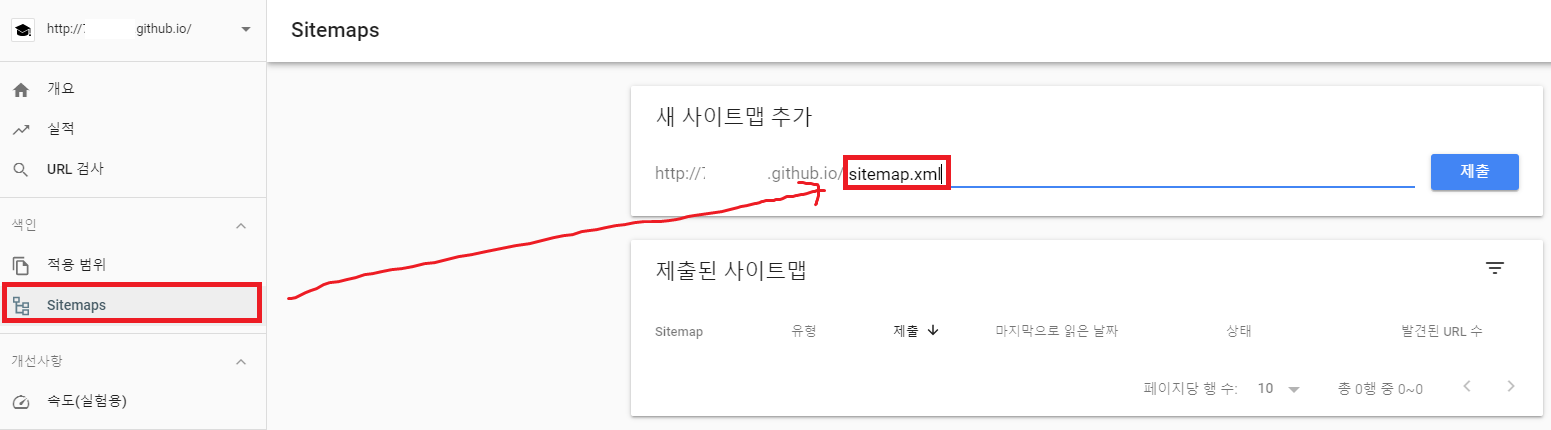 http://7 github.io/
개요
실적
URL 검사
색인
적용 범위
Sitemaps
개선사항
속도(실험용)
Sitemaps
새 사이트맵 추가
http://7 .github.io/ sitemap.xml
제출
제출된 사이트맵
Sitemap 유형 제출 마지막으로 읽은 날짜 상태 발견된 URL 수
페이지당 행 수: 10 총 0행 중 0~0